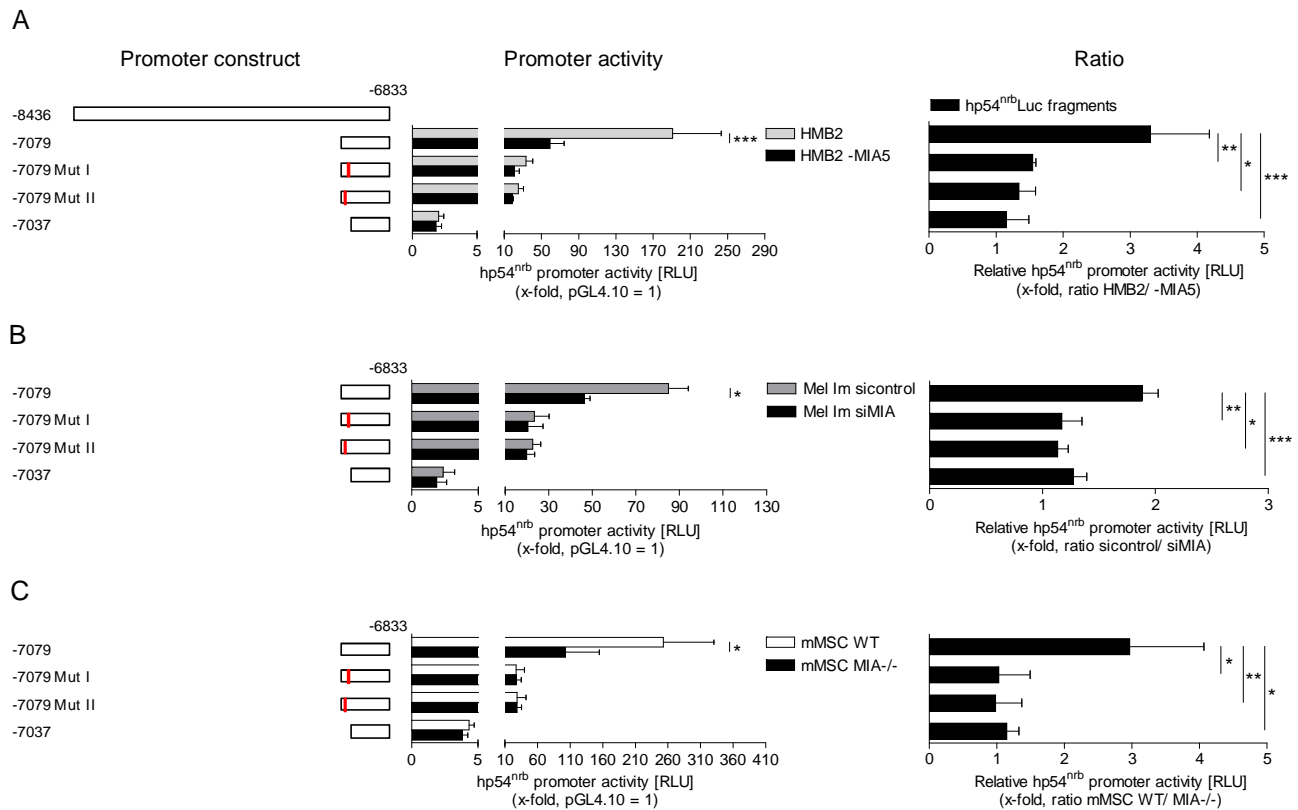 A
Promoter construct
Promoter activity
Ratio
-6833
-8436
-7079
-7079 Mut I
-7079 Mut II
-7037
***
HMB2
HMB2 -MIA5
0 5 10 50 90 130 170 210 250 290
hp54nrb promoter activity [RLU]
(x-fold, pGL4.10 = 1)
hp54nrbLuc fragments
**
*
***
0 1 2 3 4 5
Relative hp54nrb promoter activity [RLU]
(x-fold, ratio HMB2/ -MIA5)
B
-6833
-7079
-7079 Mut I
-7079 Mut II
-7037
*
Mel Im sicontrol
Mel Im siMIA
0 5 10 30 50 70 90 110 130
hp54nrb promoter activity [RLU]
(x-fold, pGL4.10 = 1)
**
*
***
0 1 2 3
Relative hp54nrb promoter activity [RLU]
(x-fold, ratio sicontrol/ siMIA)
C
-6833
-7079
-7079 Mut I
-7079 Mut II
-7037
*
mMSC WT
mMSC MIA-/-
0 5 10 60 110 160 210 260 310 360 410
hp54nrb promoter activity [RLU]
(x-fold, pGL4.10 = 1)
*
**
*
0 1 2 3 4 5
Relative hp54nrb promoter activity [RLU]
(x-fold, ratio mMSC WT/ MIA-/-)